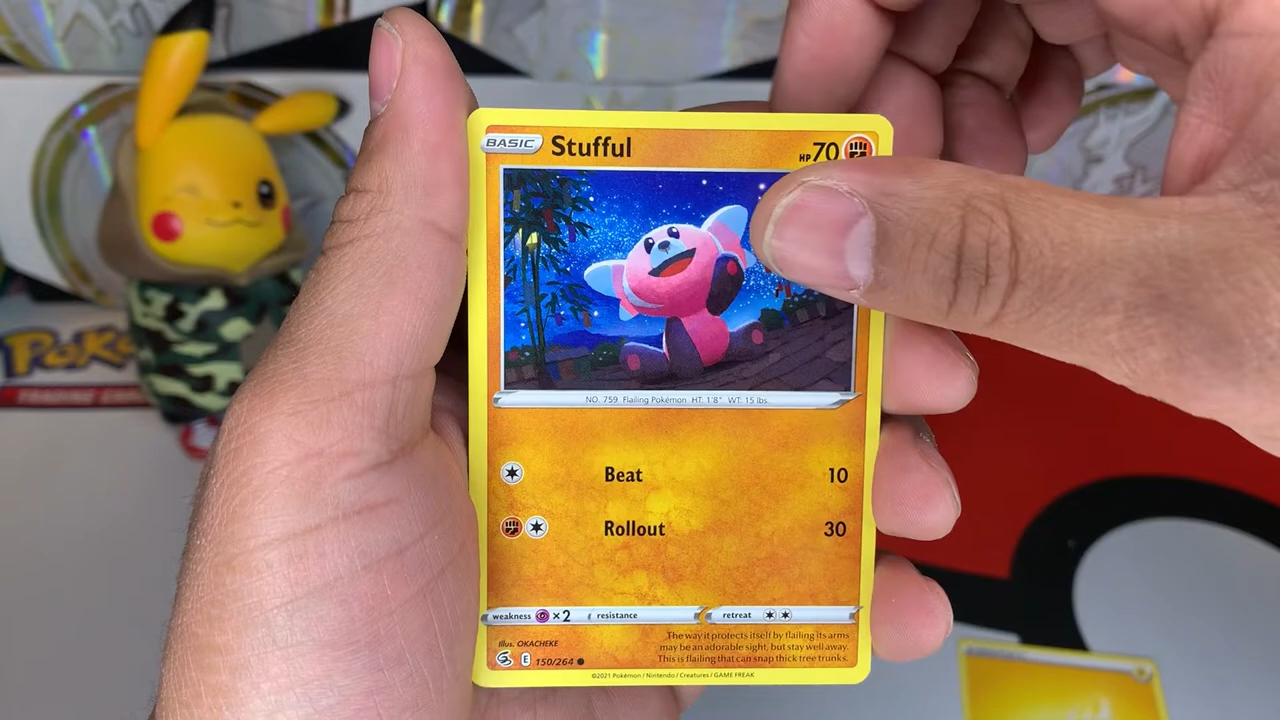 BASIC Stufful HP 70
NO. 759 Flailing Pokémon HT: 1'8" WT: 15 lbs.
Beat 10
Rollout 30
weakness ×2 resistance retreat
Illus. OKACHEKE
The way it protects itself by flailing its arms
may be an adorable sight, but stay well away.
This is flailing that can snap thick tree trunks.
E 150/264
©2021 Pokémon / Nintendo / Creatures / GAME FREAK